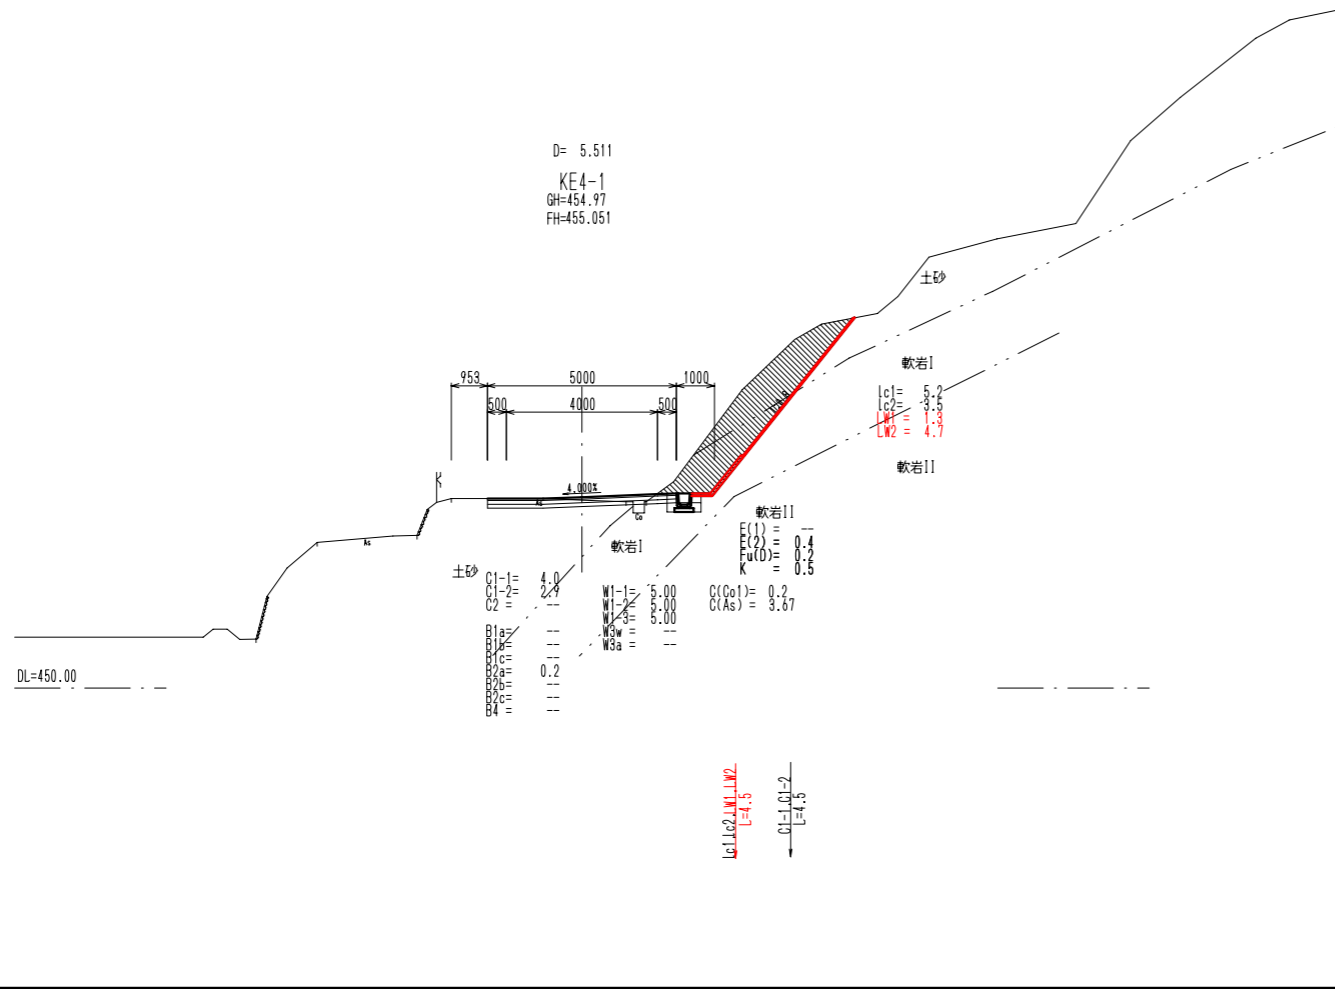 D= 5.511
KE4-1
GH=454.97
FH=455.051
土砂
軟岩I
lc1= 5.2
lc2= 3.5
LW1 = 1.3
LW2 = 4.7
軟岩II
953 5000 1000
500 4000 500
4.000%
As
Co
As
軟岩II
E(1) = --
E(2) = 0.4
Fu(D)= 0.2
K = 0.5
軟岩I
土砂
C1-1= 4.0
C1-2= 2.9
C2 = --
B1a= --
B1b= --
B1c= --
B2a= 0.2
B2b= --
B2c= --
B4 = --
W1-1= 5.00
W1-2= 5.00
W1-3= 5.00
W3w = --
W3a = --
C(Co1)= 0.2
C(As) = 3.67
DL=450.00
lc1,lc2,LW1,LW2
L=4.5
C1-1,C1-2
L=4.5